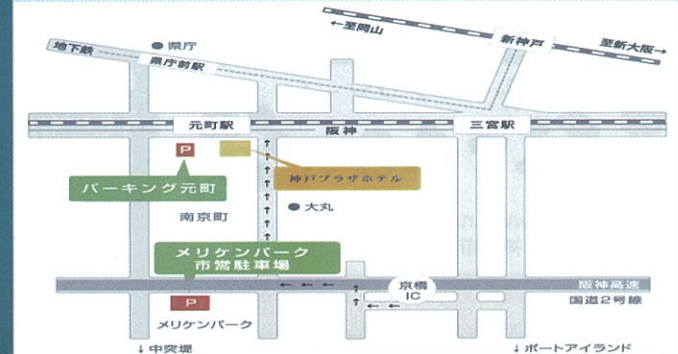 ←至岡山
新神戸
至新大阪→
地下鉄
県庁
県庁前駅
元町駅
阪神
三宮駅
P
神戸プラザホテル
パーキング元町
大丸
南京町
メリケンパーク
市営駐車場
京橋
IC
阪神高速
国道2号線
P
メリケンパーク
↓中突堤
↓ポートアイランド